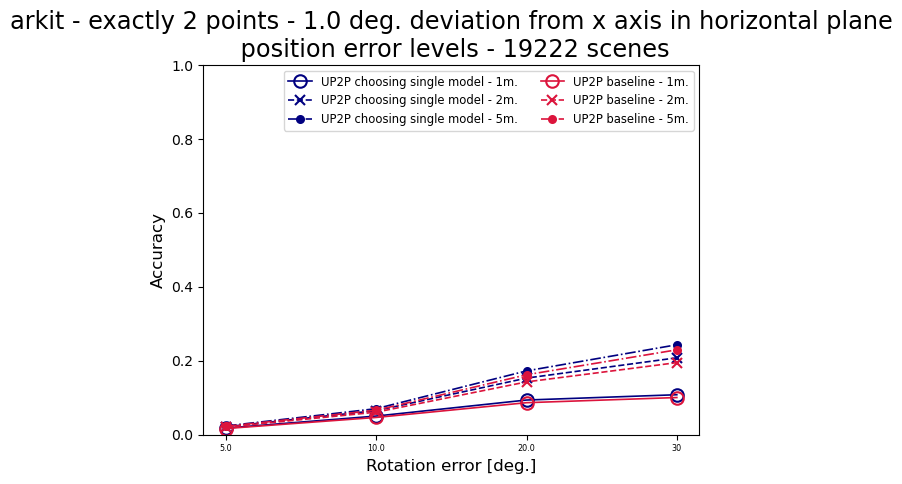 arkit - exactly 2 points - 1.0 deg. deviation from x axis in horizontal plane
position error levels - 19222 scenes
1.0
0.8
0.6
0.4
0.2
0.0
Accuracy
UP2P choosing single model - 1m.
UP2P choosing single model - 2m.
UP2P choosing single model - 5m.
UP2P baseline - 1m.
UP2P baseline - 2m.
UP2P baseline - 5m.
5.0
10.0
20.0
30
Rotation error [deg.]